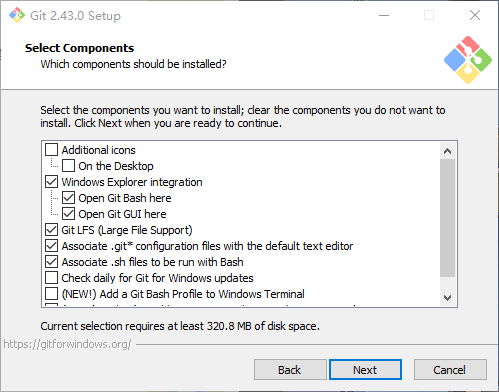 Git 2.43.0 Setup
Select Components
Which components should be installed?
Select the components you want to install; clear the components you do not want to
install. Click Next when you are ready to continue.
Additional icons
On the Desktop
Windows Explorer integration
Open Git Bash here
Open Git GUI here
Git LFS (Large File Support)
Associate .git* configuration files with the default text editor
Associate .sh files to be run with Bash
Check daily for Git for Windows updates
(NEW!) Add a Git Bash Profile to Windows Terminal
Current selection requires at least 320.8 MB of disk space.
https://gitforwindows.org/
Back
Next
Cancel